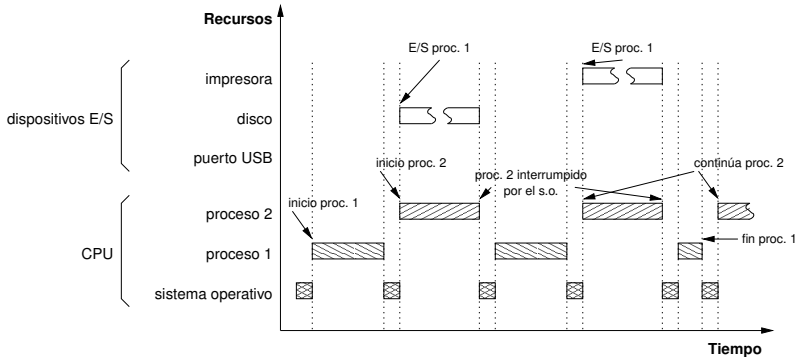 Recursos
E/S proc. 1
E/S proc. 1
impresora
dispositivos E/S
disco
puerto USB
inicio proc. 2
proc. 2 interrumpido
por el s.o.
continúa proc. 2
inicio proc. 1
proceso 2
fin proc. 1
CPU
proceso 1
sistema operativo
Tiempo